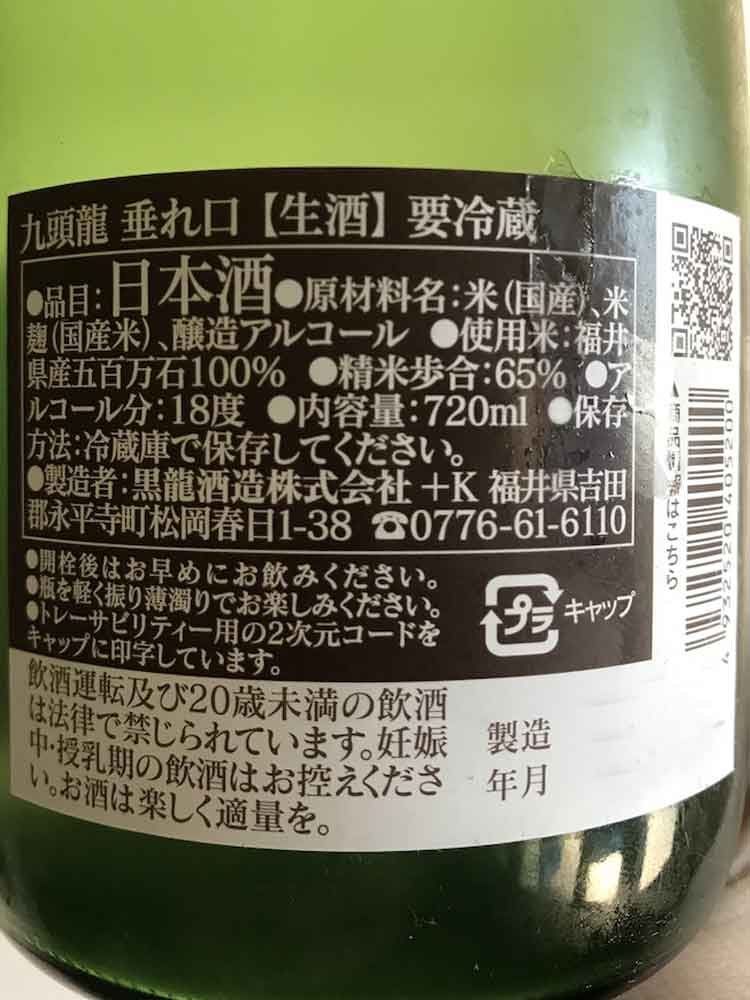 九頭龍 垂れ口【生酒】要冷蔵
●品目:日本酒●原材料名:米(国産)、米
麹(国産米)、醸造アルコール ●使用米:福井
県産五百万石100% ●精米歩合:65% ●ア
ルコール分:18度 ●内容量:720ml ●保存
方法:冷蔵庫で保存してください。
●製造者:黒龍酒造株式会社 +K 福井県吉田
郡永平寺町松岡春日1-38 ☎0776-61-6110
●開栓後はお早めにお飲みください。
●瓶を軽く振り薄濁りでお楽しみください。
●トレーサビリティー用の2次元コードを
キャップに印字しています。
プラ
キャップ
飲酒運転及び20歳未満の飲酒
は法律で禁じられています。妊娠
中・授乳期の飲酒はお控えくださ
い。お酒は楽しく適量を。
製造
年月
▲商品情報はこちら
4932520405200